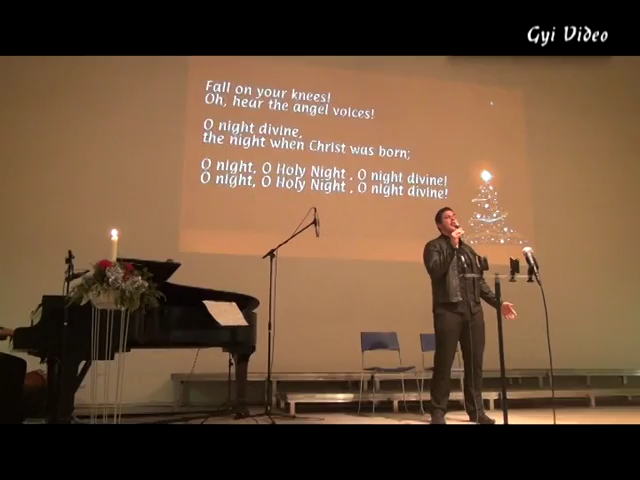 Gyi Video
Fall on your knees!
Oh, hear the angel voices!
O night divine,
the night when Christ was born;
O night, O Holy Night , O night divine!
O night, O Holy Night , O night divine!